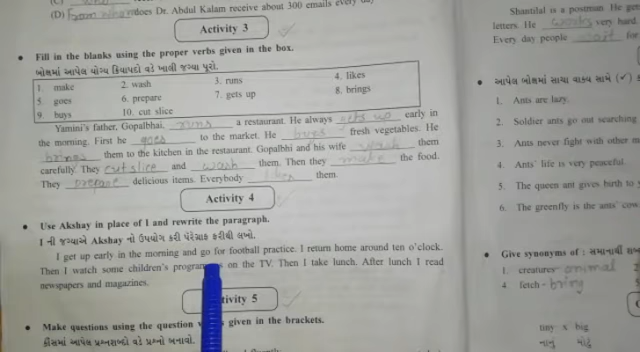 (D) from whom does Dr. Abdul Kalam receive about 300 emails every day
Activity 3
• Fill in the blanks using the proper verbs given in the box.
બોક્સમાં આપેલ યોગ્ય ક્રિયાપદો વડે ખાલી જગ્યા પૂરો.
1. make 2. wash 3. runs 4. likes
5. goes 6. prepare 7. gets up 8. brings
9. buys 10. cut slice
Yamini's father, Gopalbhai, runs a restaurant. He always gets up early in
the morning. First he goes to the market. He buys fresh vegetables. He
brings them to the kitchen in the restaurant. Gopalbhi and his wife wash them
carefully. They cut slice and wash them. Then they make the food.
They prepare delicious items. Everybody likes them.
Activity 4
• Use Akshay in place of I and rewrite the paragraph.
I ની જગ્યાએ Akshay નો ઉપયોગ કરી પેરેગ્રાફ ફરીથી લખો.
I get up early in the morning and go for football practice. I return home around ten o'clock.
Then I watch some children's on the TV. Then I take lunch. After lunch I read
newspapers and magazines.
tivity 5
• Make questions using the question given in the brackets.
કૌંસમાં આપેલ પ્રશ્નશબ્દો વડે પ્રશ્નો બનાવો.
Shantilal is a postman. He
letters. He works very hard.
Every day people wait for
• આપેલ બોક્સમાં સાચા વાક્ય સામે (✓)
1. Ants are lazy.
2. Soldier ants go out searching
3. Ants never fight with other
4. Ants' life is very peaceful.
5. The queen ant gives birth to
6. The greenfly is the ants' cow
• Give synonyms of : સમાનાર્થી
1. creatures- animal
4. fetch - bring
tiny x big
નાનું મોટું